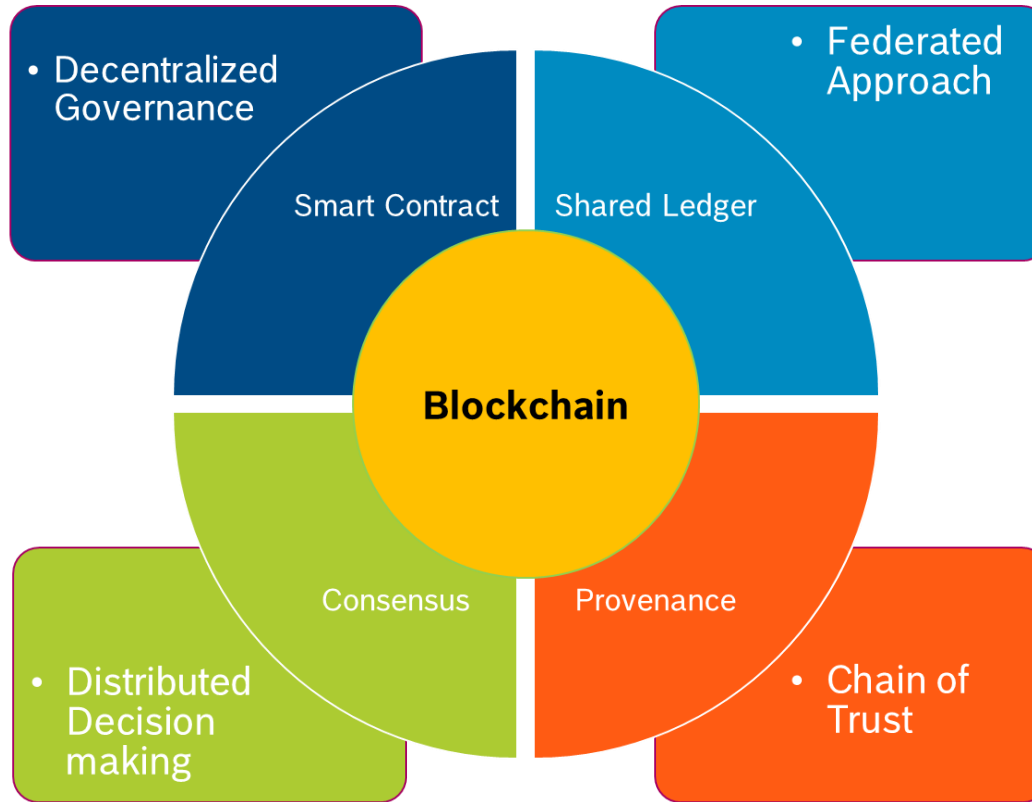 • Decentralized
Governance
• Federated
Approach
Smart Contract
Shared Ledger
Blockchain
Consensus
Provenance
• Distributed
Decision
making
• Chain of
Trust